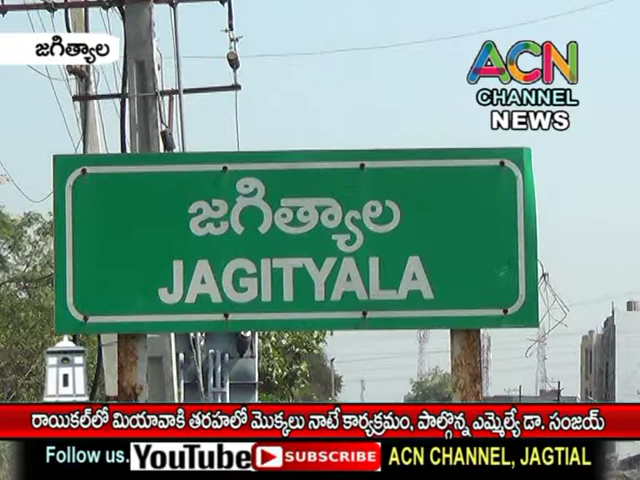 జగిత్యాల
ACN
CHANNEL
NEWS
జగిత్యాల
JAGITYALA
రాయికల్‌లో మియావాకి తరహలో మొక్కలు నాటే కార్యక్రమం, పాల్గొన్న ఎమ్మెల్యే డా. సంజయ్
Follow us. YouTube SUBSCRIBE ACN CHANNEL, JAGTIAL